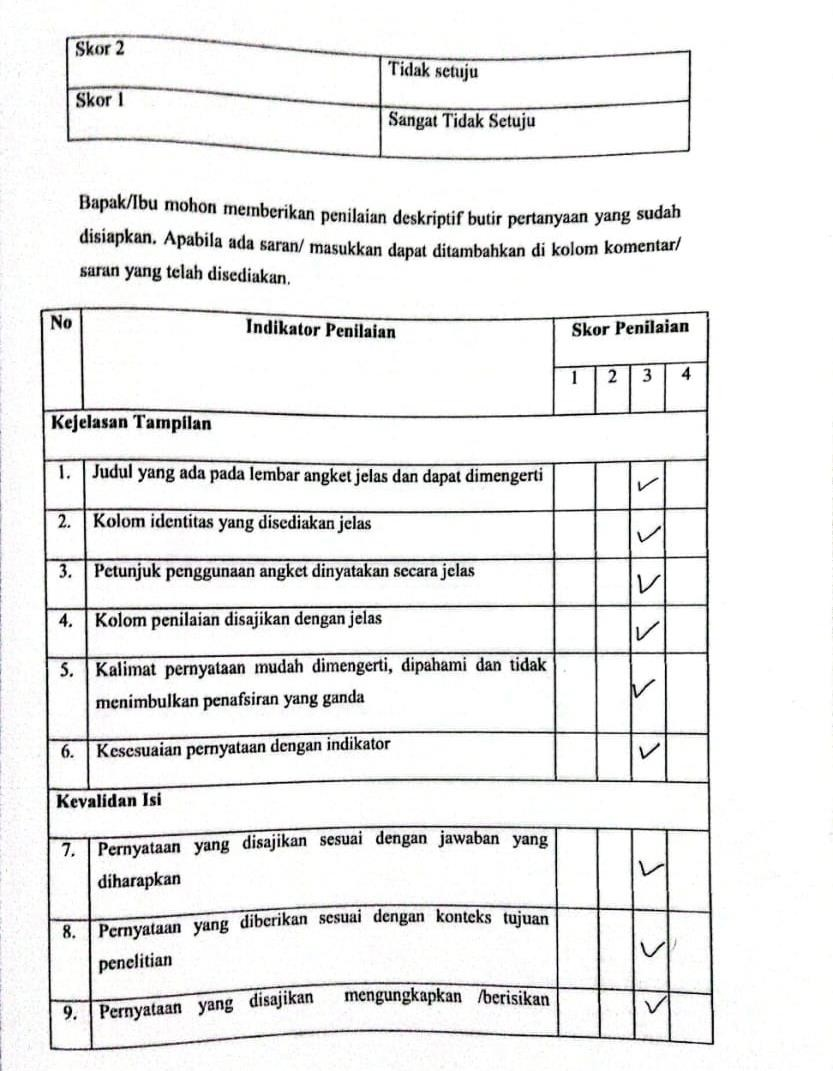 Skor 2
Tidak setuju
Skor 1
Sangat Tidak Setuju
Bapak/Ibu mohon memberikan penilaian deskriptif butir pertanyaan yang sudah
disiapkan. Apabila ada saran/ masukkan dapat ditambahkan di kolom komentar/
saran yang telah disediakan.
No Indikator Penilaian Skor Penilaian
1 2 3 4
Kejelasan Tampilan
1. Judul yang ada pada lembar angket jelas dan dapat dimengerti ✓
2. Kolom identitas yang disediakan jelas ✓
3. Petunjuk penggunaan angket dinyatakan secara jelas ✓
4. Kolom penilaian disajikan dengan jelas ✓
5. Kalimat pernyataan mudah dimengerti, dipahami dan tidak ✓
menimbulkan penafsiran yang ganda
6. Kesesuaian pernyataan dengan indikator ✓
Kevalidan Isi
7. Pernyataan yang disajikan sesuai dengan jawaban yang ✓
diharapkan
8. Pernyataan yang diberikan sesuai dengan konteks tujuan ✓
penelitian
9. Pernyataan yang disajikan mengungkapkan /berisikan ✓